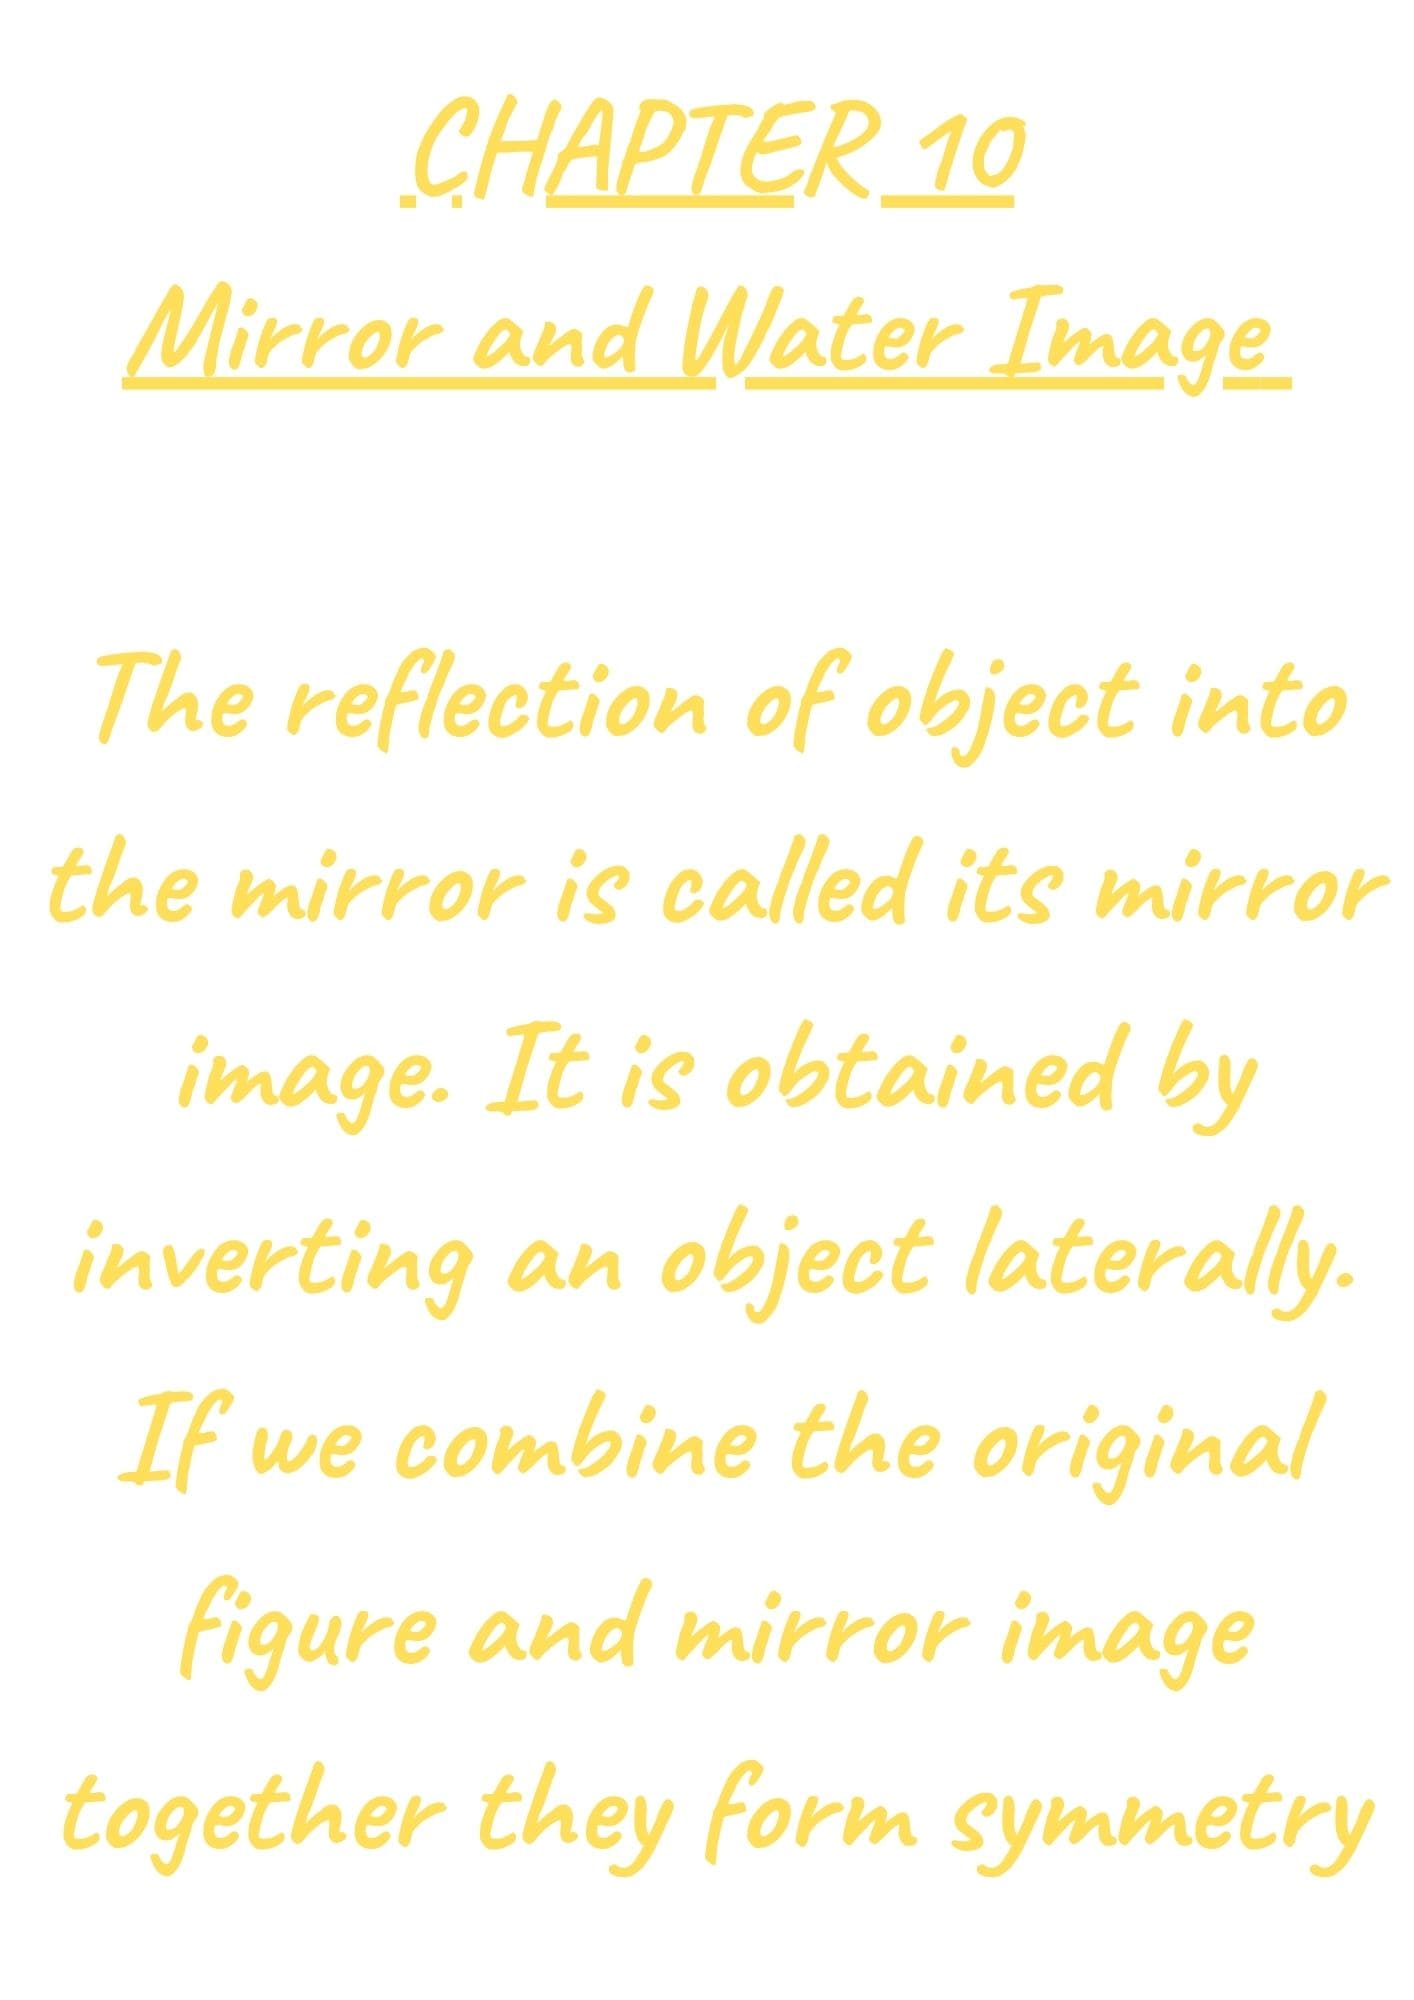 CHAPTER 10
Mirror and Water Image
The reflection of object into
the mirror is called its mirror
image. It is obtained by
inverting an object laterally.
If we combine the original
figure and mirror image
together they form symmetry